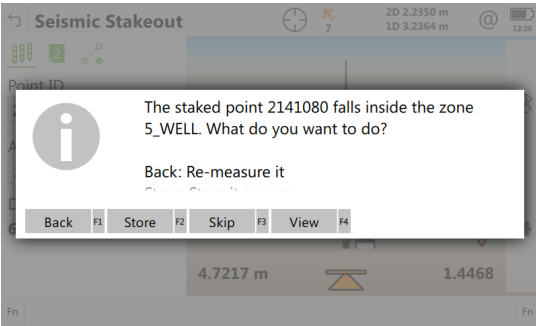 Seismic Stakeout
7
2D 2.2350 m
1D 3.2364 m
@
12:36
2
Point ID
The staked point 2141080 falls inside the zone
5_WELL. What do you want to do?
Back: Re-measure it
Back F1 Store F2 Skip F3 View F4
4.7217 m
1.4468
Fn
Fn